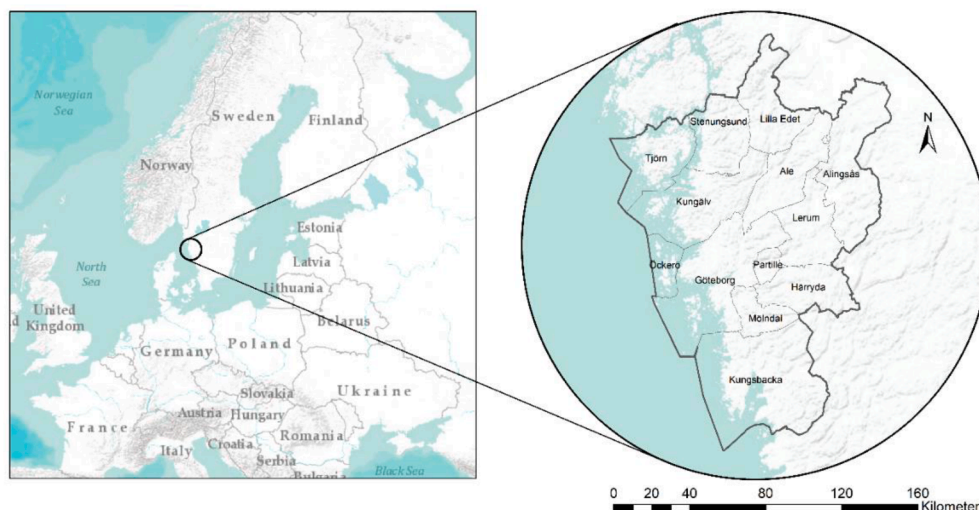 Norwegian
Sea
Sweden
Finland
Norway
Estonia
Latvia
Lithuania
North
Sea
United
Kingdom
Belarus
Germany
Poland
Ukraine
Slovakia
Austria
Hungary
France
Romania
Croatia
Italy
Serbia
Bulgaria
Black Sea
N
Stenungsund
Lilla Edet
Tjörn
Ale
Alingsås
Kungälv
Lerum
Öckerö
Partille
Göteborg
Härryda
Mölndal
Kungsbacka
0 20 40 80 120 160
Kilometer